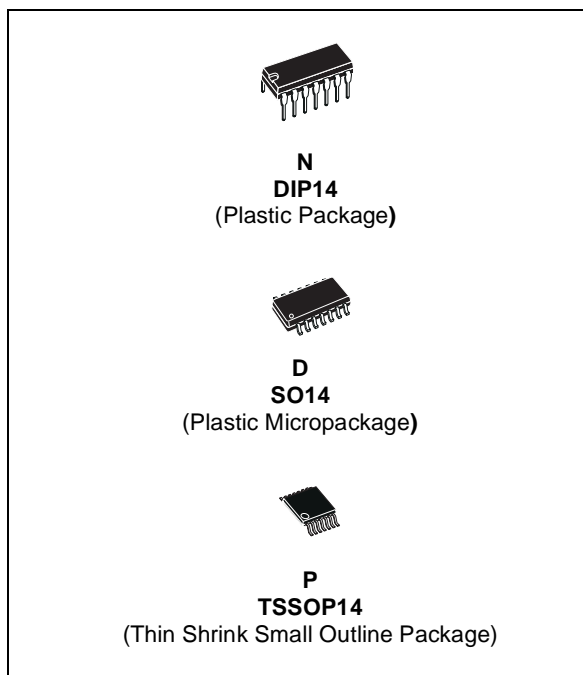 N
DIP14
(Plastic Package)
D
SO14
(Plastic Micropackage)
P
TSSOP14
(Thin Shrink Small Outline Package)